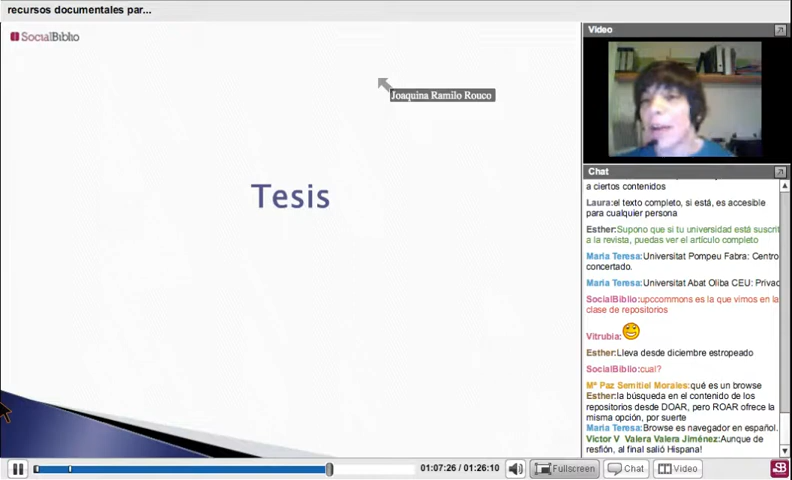 recursos documentales par...
SocialBiblio
Joaquina Ramilo Rouco
Tesis
Video
Chat
a ciertos contenidos
Laura:el texto completo, si está, es accesible
para cualquier persona
Esther:Supono que si tu universidad está suscrit
a la revista, puedas ver el artículo completo
María Teresa:Universitat Pompeu Fabra: Centro
concertado.
María Teresa:Universitat Abat Oliba CEU: Privad
SocialBiblio:upccommons es la que vimos en la
clase de repositorios
Vitrubia:
Esther:Lleva desde diciembre estropeado
SocialBiblio:cual?
Mª Paz Semitiel Morales:qué es un browse
Esther:la búsqueda en el contenido de los
repositorios desde DOAR, pero ROAR ofrece la
misma opción, por suerte
María Teresa:Browse es navegador en español.
Victor V Valera Valera Jiménez:Aunque de
resfión, al final salió Hispana!
01:07:26 / 01:26:10
Fullscreen
Chat
Video
SB